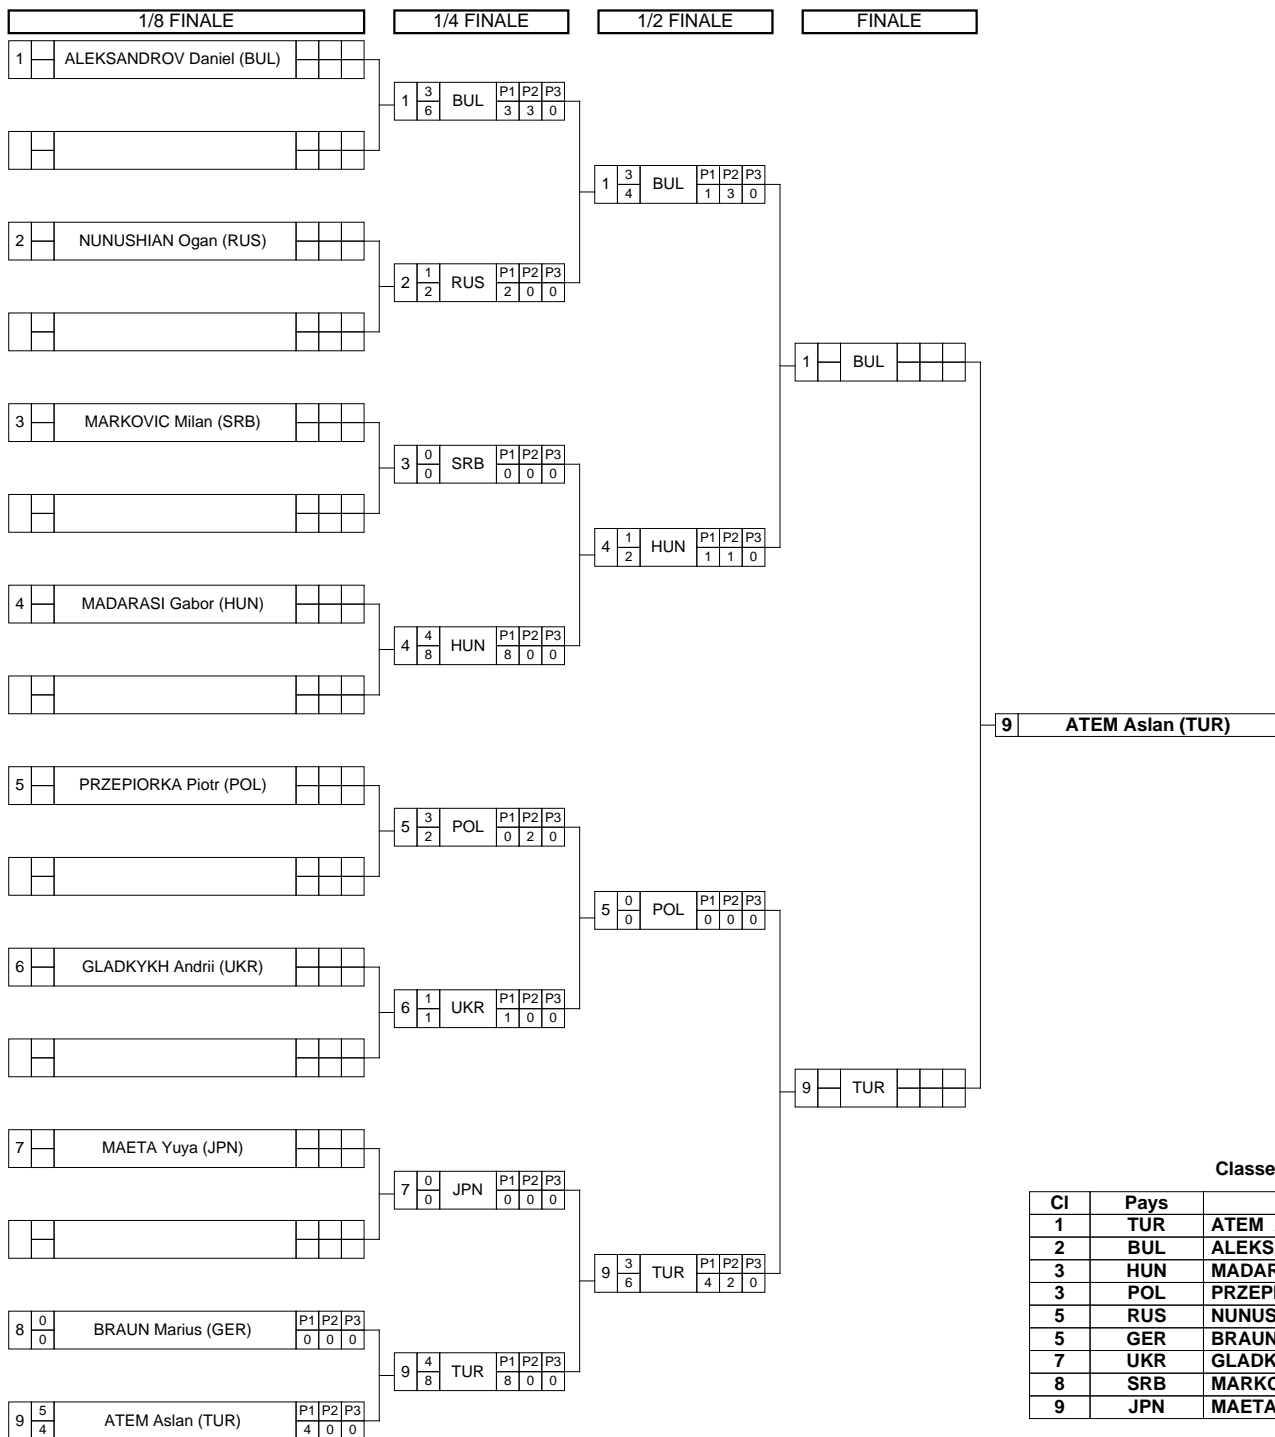 1/8 FINALE 1/4 FINALE 1/2 FINALE FINALE
1 ALEKSANDROV Daniel (BUL)
1 3 6 BUL P1 P2 P3 3 3 0
1 3 4 BUL P1 P2 P3 1 3 0
2 NUNUSHIAN Ogan (RUS)
2 1 2 RUS P1 P2 P3 2 0 0
1 BUL
3 MARKOVIC Milan (SRB)
3 0 0 SRB P1 P2 P3 0 0 0
4 1 2 HUN P1 P2 P3 1 1 0
4 MADARASI Gabor (HUN)
4 4 8 HUN P1 P2 P3 8 0 0
9 ATEM Aslan (TUR)
5 PRZEPIORKA Piotr (POL)
5 3 2 POL P1 P2 P3 0 2 0
5 0 0 POL P1 P2 P3 0 0 0
6 GLADKYKH Andrii (UKR)
6 1 1 UKR P1 P2 P3 1 0 0
9 TUR
7 MAETA Yuya (JPN)
7 0 0 JPN P1 P2 P3 0 0 0
9 3 6 TUR P1 P2 P3 4 2 0
8 0 0 BRAUN Marius (GER) P1 P2 P3 0 0 0
9 4 8 TUR P1 P2 P3 8 0 0
9 5 4 ATEM Aslan (TUR) P1 P2 P3 4 0 0
Classe
Cl Pays
1 TUR ATEM
2 BUL ALEKS
3 HUN MADAR
3 POL PRZEPI
5 RUS NUNUS
5 GER BRAUN
7 UKR GLADK
8 SRB MARKO
9 JPN MAETA